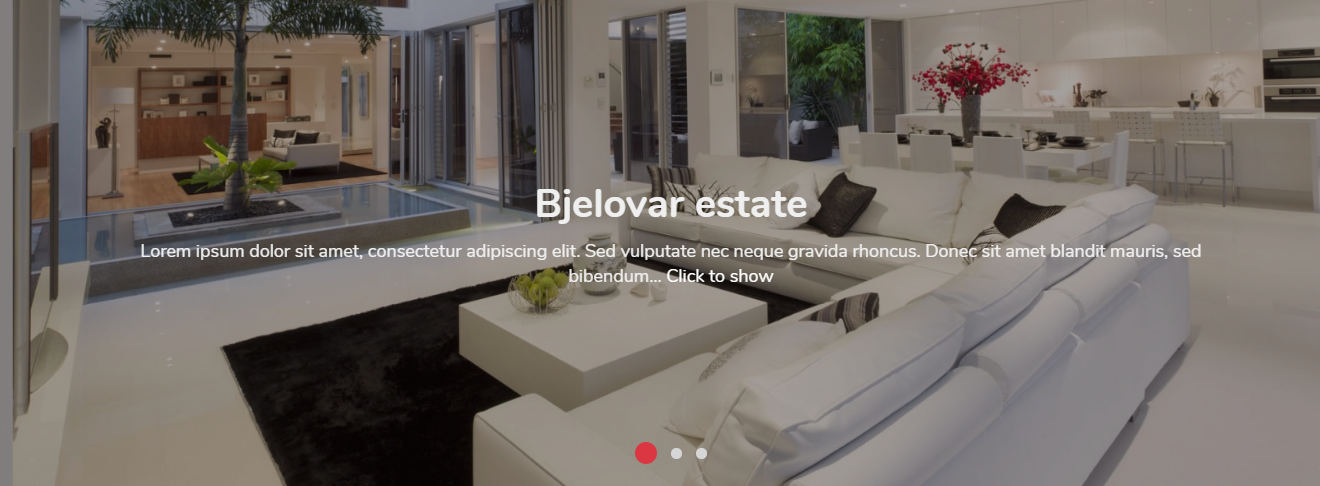 Bjelovar estate
Lorem ipsum dolor sit amet, consectetur adipiscing elit. Sed vulputate nec neque gravida rhoncus. Donec sit amet blandit mauris, sed
bibendum... Click to show